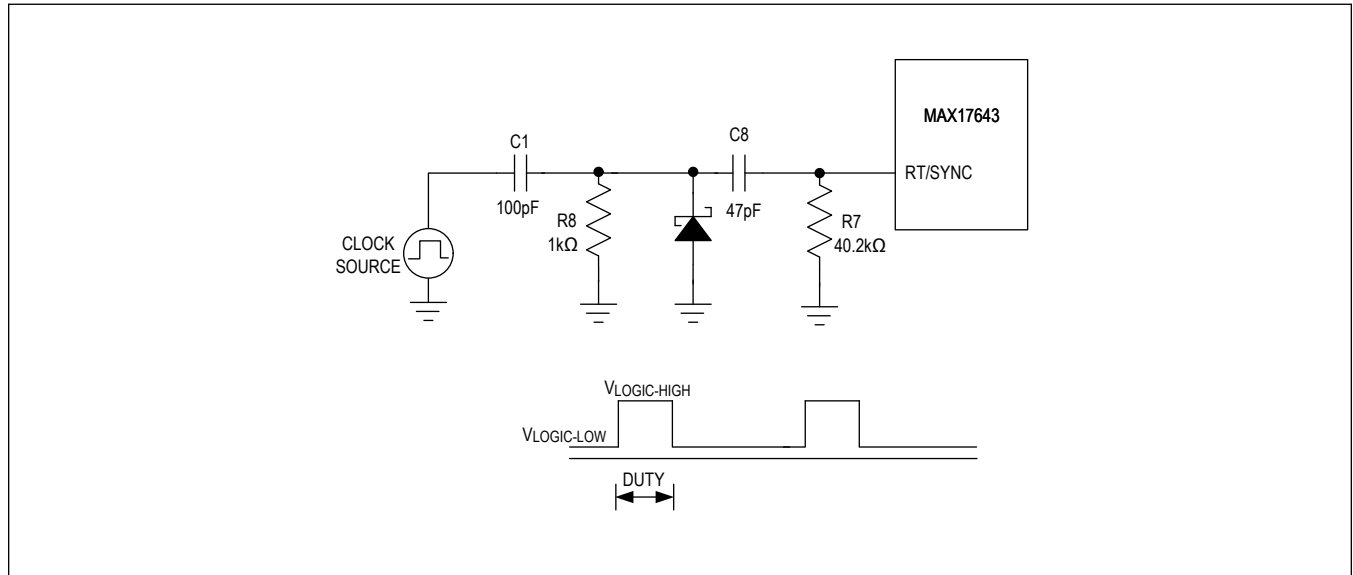 MAX17643
RT/SYNC
C1
100pF
C8
47pF
R8
1kΩ
R7
40.2kΩ
CLOCK
SOURCE
VLOGIC-HIGH
VLOGIC-LOW
DUTY